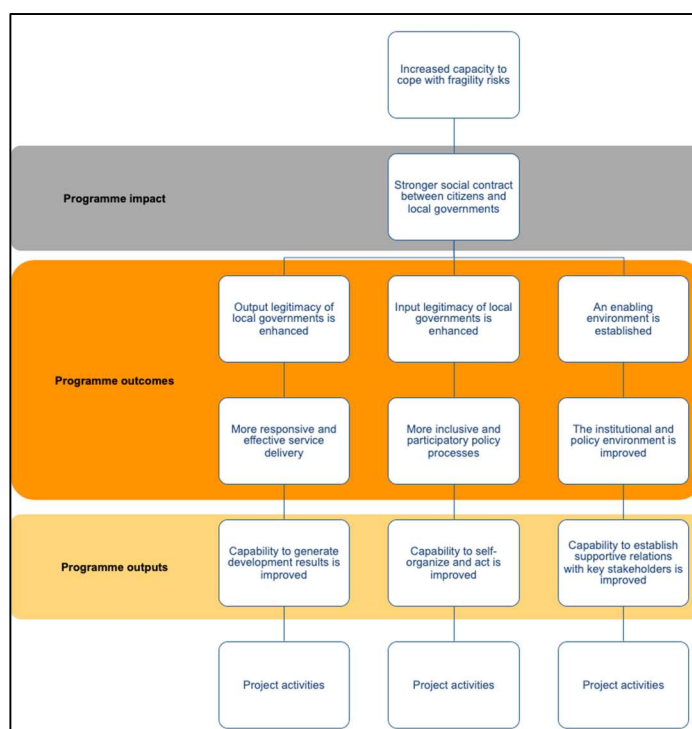 Increased capacity to
cope with fragility risks
Programme impact
Stronger social contract
between citizens and
local governments
Programme outcomes
Output legitimacy of
local governments is
enhanced
Input legitimacy of local
governments is
enhanced
An enabling
environment is
established
More responsive and
effective service
delivery
More inclusive and
participatory policy
processes
The institutional and
policy environment is
improved
Programme outputs
Capability to generate
development results is
improved
Capability to self-
organize and act is
improved
Capability to establish
supportive relations
with key stakeholders is
improved
Project activities
Project activities
Project activities